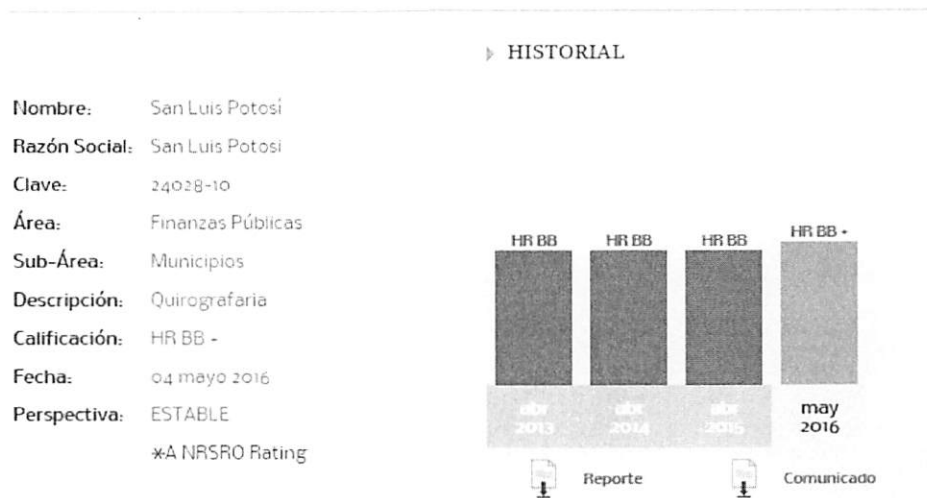 HISTORIAL
Nombre: San Luis Potosí
Razón Social: San Luis Potosi
Clave: 24028-10
Área: Finanzas Públicas
Sub-Área: Municipios
Descripción: Quirografaria
Calificación: HR BB
Fecha: 04 mayo 2016
Perspectiva: ESTABLE
*A NRSRO Rating
HR BB HR BB HR BB HR BB
abr 2013
abr 2014
abr 2015
may 2016
Reporte
Comunicado